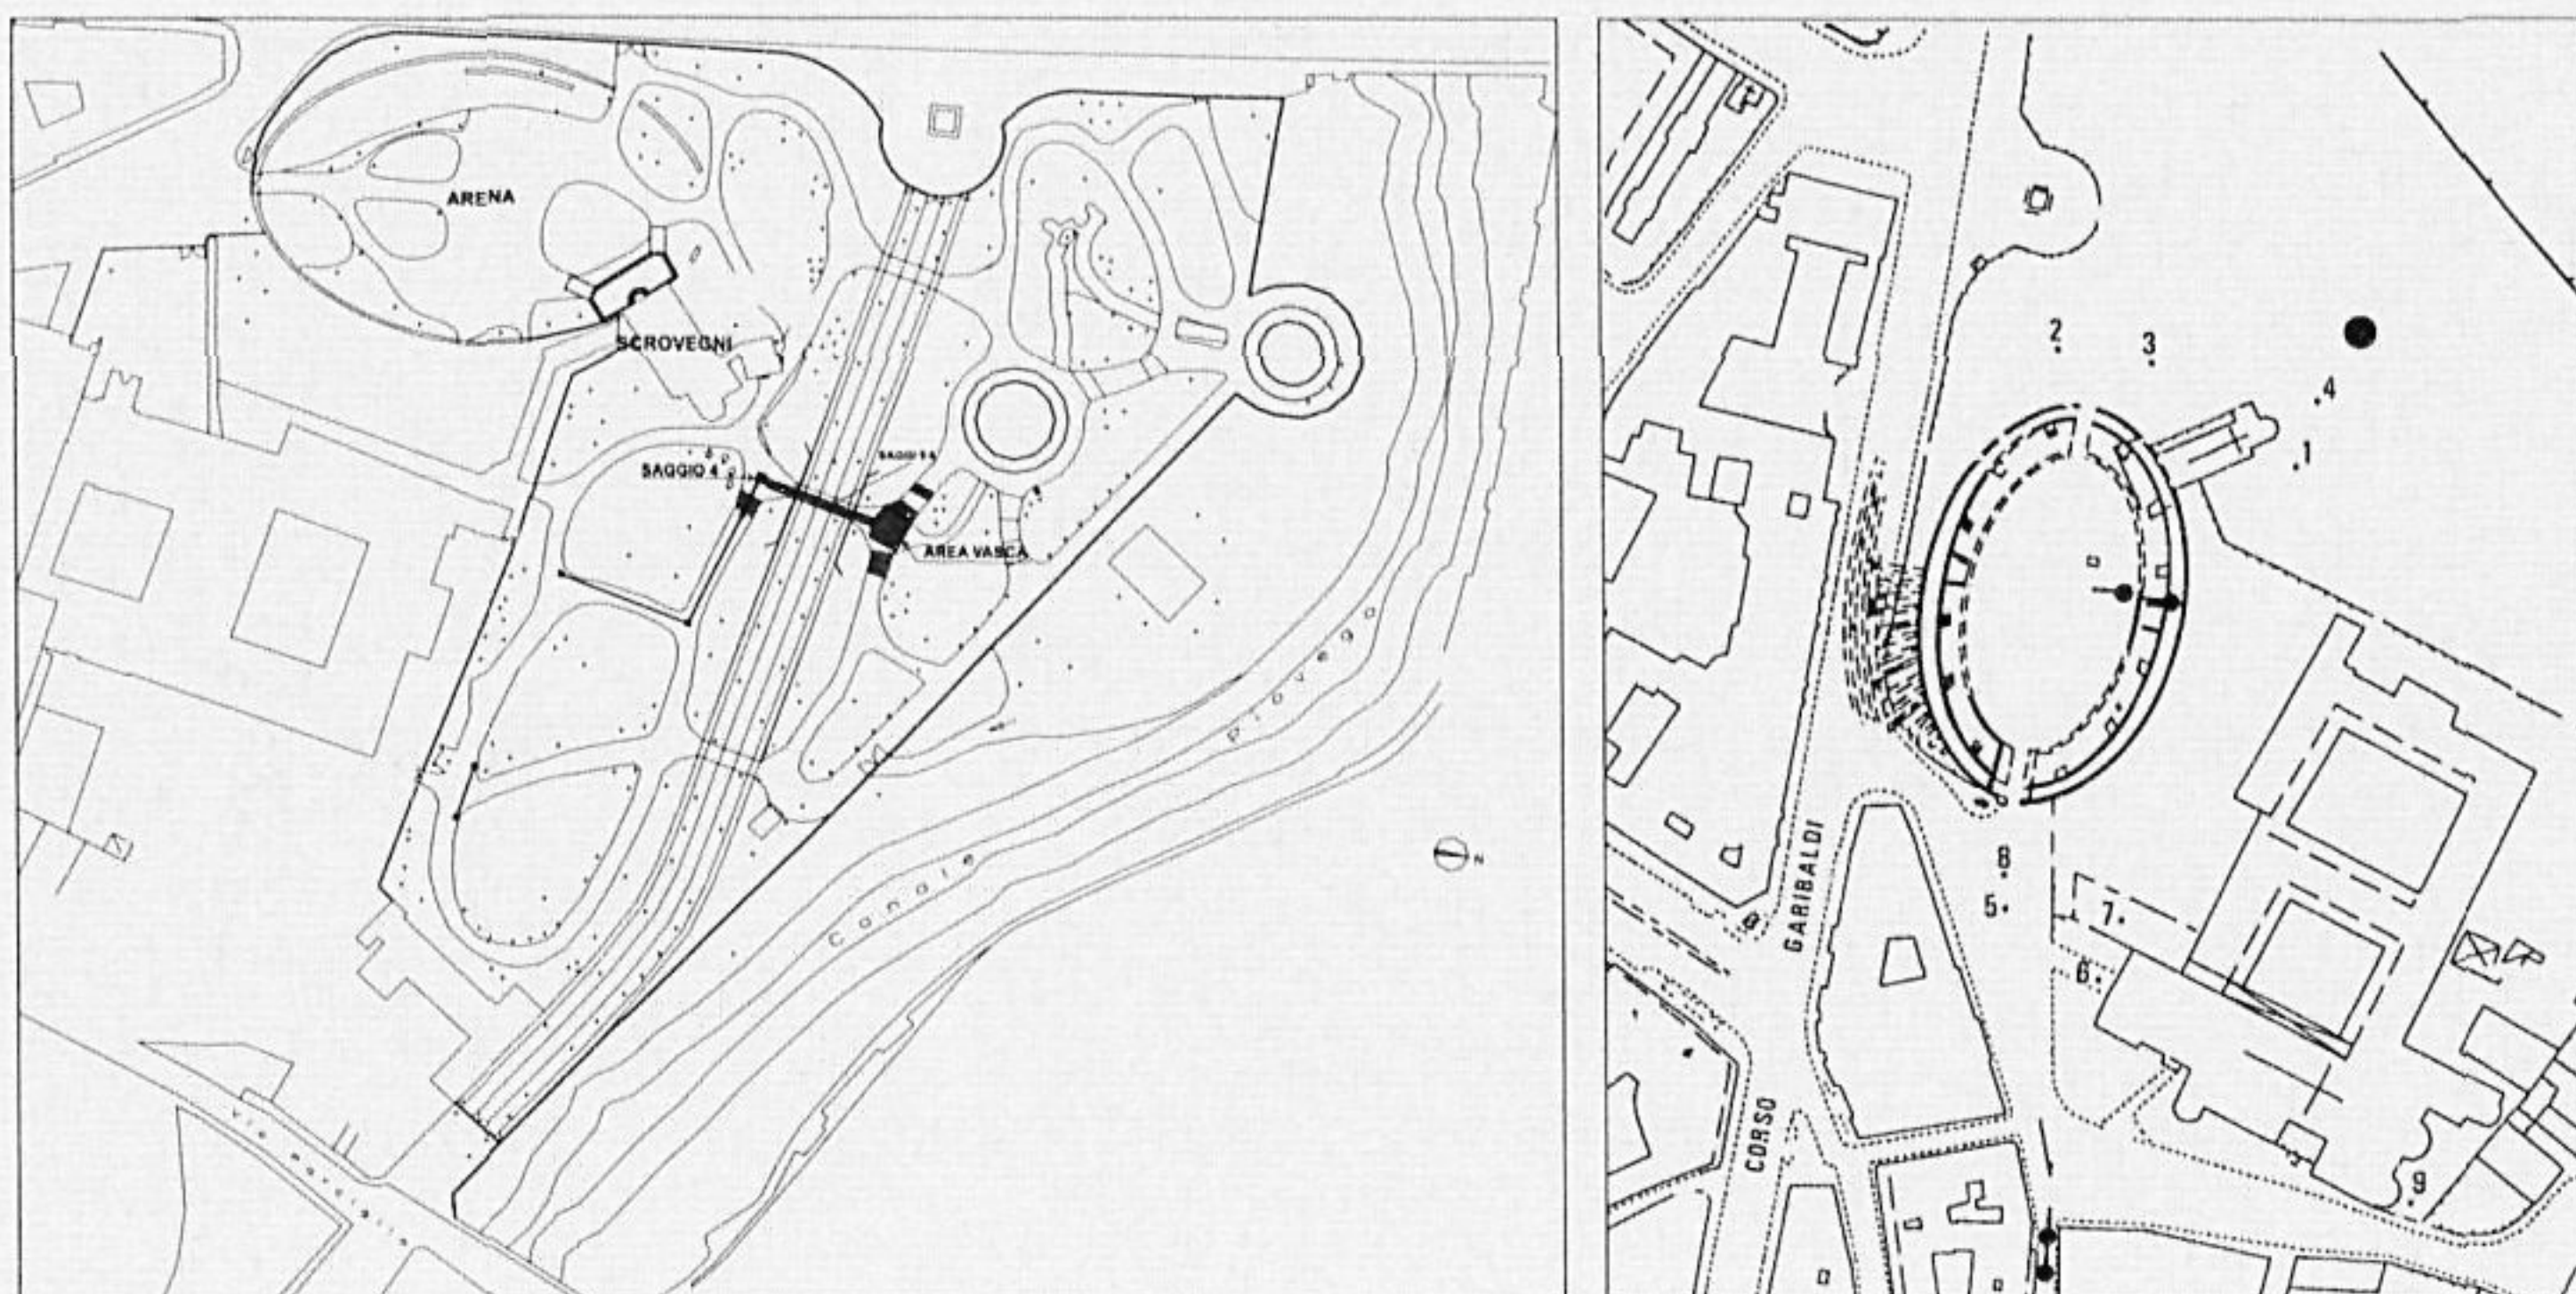 ARENA
SCROVEGNI
SAGGIO 4
AREA VASCA
Canale
Piovego
N
2
3
4
1
8
5
7
6
9
GARIBALDI
CORSO